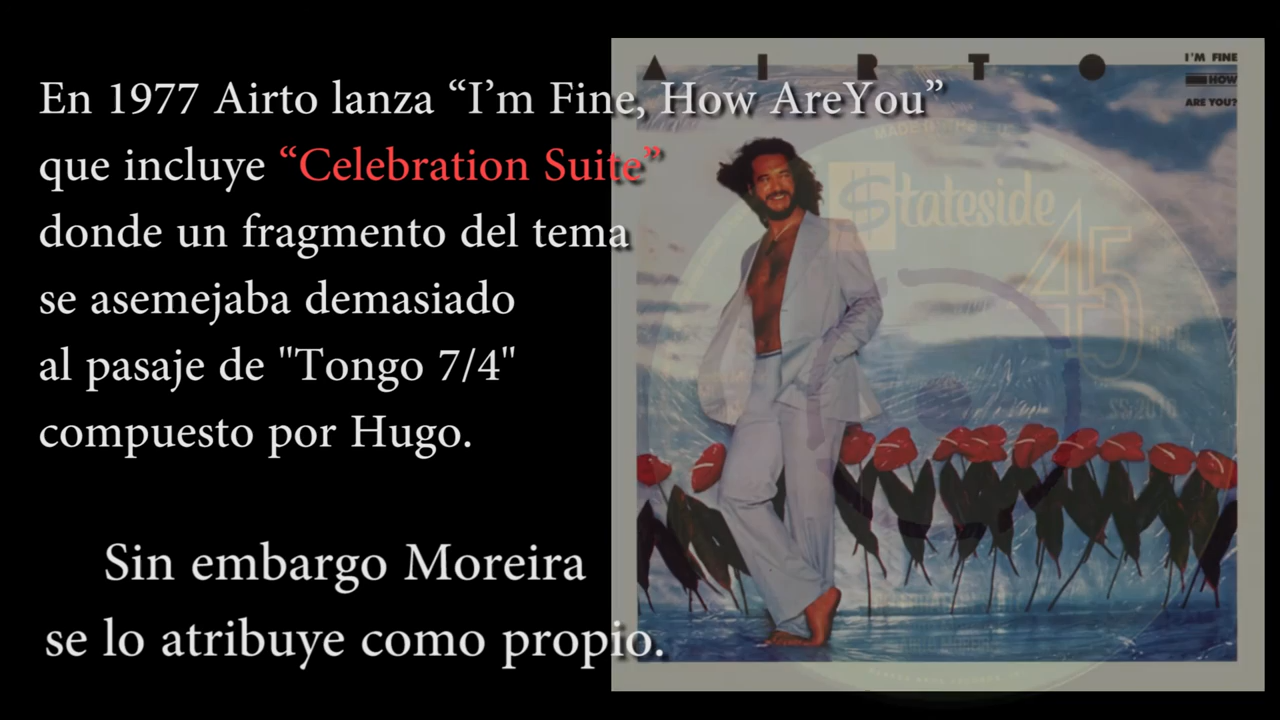 En 1977 Airto lanza “I’m Fine, How AreYou”
que incluye “Celebration Suite”
donde un fragmento del tema
se asemejaba demasiado
al pasaje de "Tongo 7/4"
compuesto por Hugo.
Sin embargo Moreira
se lo atribuye como propio.
AIRTO
I'M FINE
HOW
ARE YOU?
$tateside
45